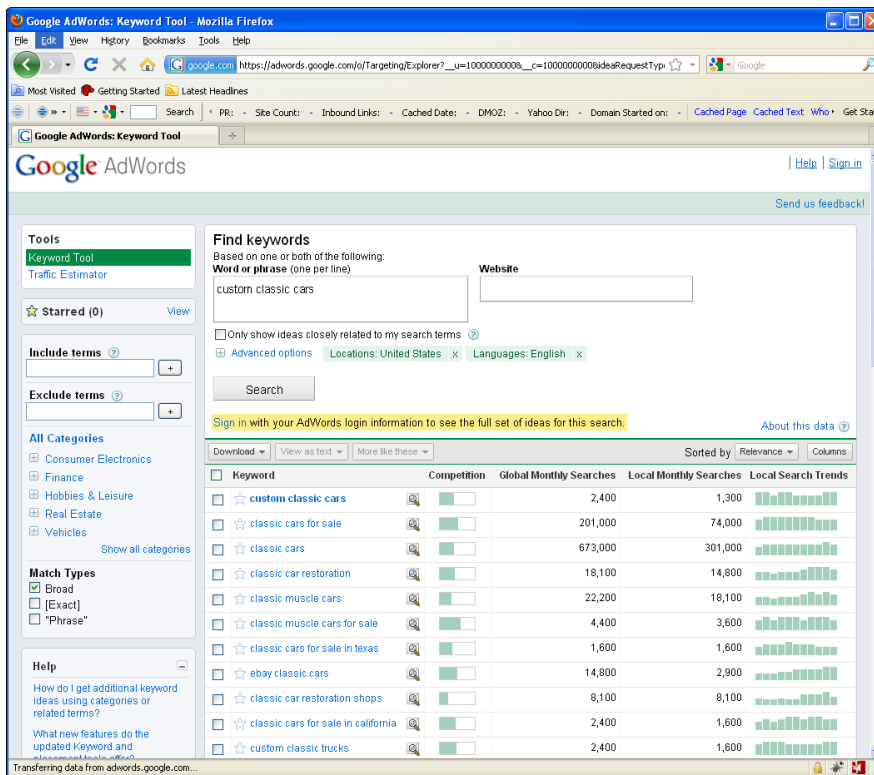 Google AdWords: Keyword Tool - Mozilla Firefox
File Edit View History Bookmarks Tools Help
google.com https://adwords.google.com/o/Targeting/Explorer?__u=1000000000&__c=1000000000&ideaRequestTyp Google
Most Visited Getting Started Latest Headlines
Search PR: - Site Count: - Inbound Links: - Cached Date: - DMOZ: - Yahoo Dir: - Domain Started on: - Cached Page Cached Text Who Get Sta
Google AdWords: Keyword Tool
Google AdWords
Help Sign in
Send us feedback!
Tools
Keyword Tool
Traffic Estimator
Starred (0) View
Include terms
+
Exclude terms
+
All Categories
Consumer Electronics
Finance
Hobbies & Leisure
Real Estate
Vehicles
Show all categories
Match Types
Broad
[Exact]
"Phrase"
Help
How do I get additional keyword
ideas using categories or
related terms?
What new features do the
updated Keyword and
placement tools offer?
Find keywords
Based on one or both of the following:
Word or phrase (one per line) Website
custom classic cars
Only show ideas closely related to my search terms
Advanced options Locations: United States x Languages: English x
Search
Sign in with your AdWords login information to see the full set of ideas for this search.
About this data
Download View as text More like these Sorted by Relevance Columns
Keyword Competition Global Monthly Searches Local Monthly Searches Local Search Trends
custom classic cars 2,400 1,300
classic cars for sale 201,000 74,000
classic cars 673,000 301,000
classic car restoration 18,100 14,800
classic muscle cars 22,200 18,100
classic muscle cars for sale 4,400 3,600
classic cars for sale in texas 1,600 1,600
ebay classic cars 14,800 2,900
classic car restoration shops 8,100 8,100
classic cars for sale in california 2,400 1,600
custom classic trucks 2,400 1,600
Transferring data from adwords.google.com...